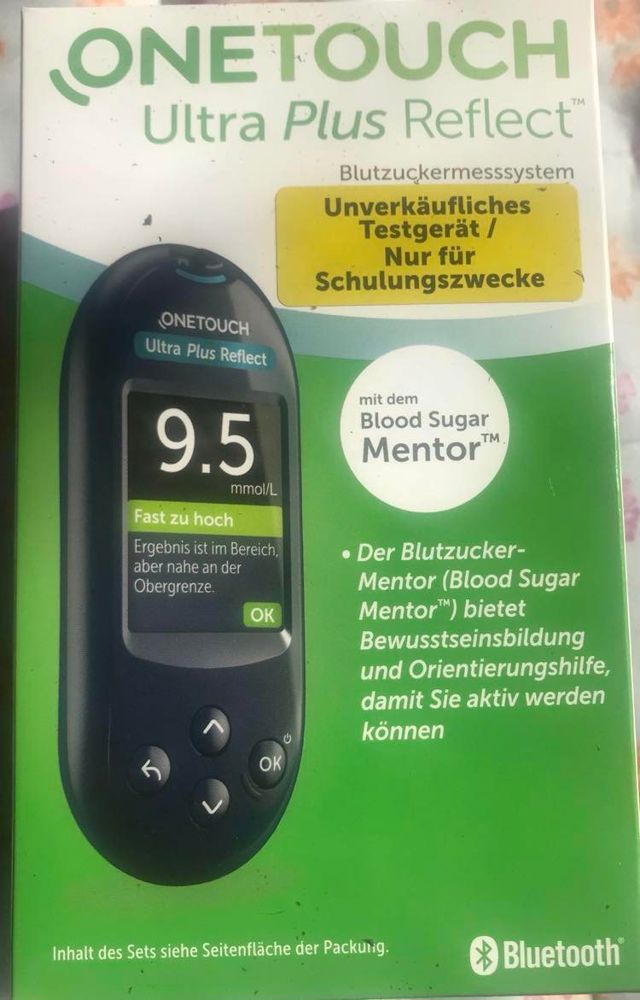 ONETOUCH
Ultra Plus Reflect™
Blutzuckermesssystem
Unverkäufliches
Testgerät /
Nur für
Schulungszwecke
ONETOUCH
Ultra Plus Reflect
9.5
mmol/L
Fast zu hoch
Ergebnis ist im Bereich,
aber nahe an der
Obergrenze.
OK
OK
mit dem
Blood Sugar
Mentor™
• Der Blutzucker-
Mentor (Blood Sugar
Mentor™) bietet
Bewusstseinsbildung
und Orientierungshilfe,
damit Sie aktiv werden
können
Inhalt des Sets siehe Seitenfläche der Packung.
Bluetooth®